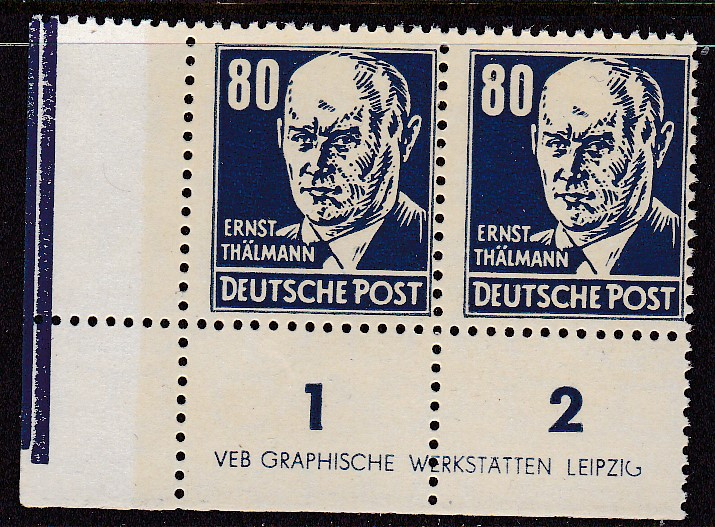 80
ERNST
THÄLMANN
DEUTSCHE POST
80
ERNST
THÄLMANN
DEUTSCHE POST
1 2
VEB GRAPHISCHE WERKSTÄTTEN LEIPZIG